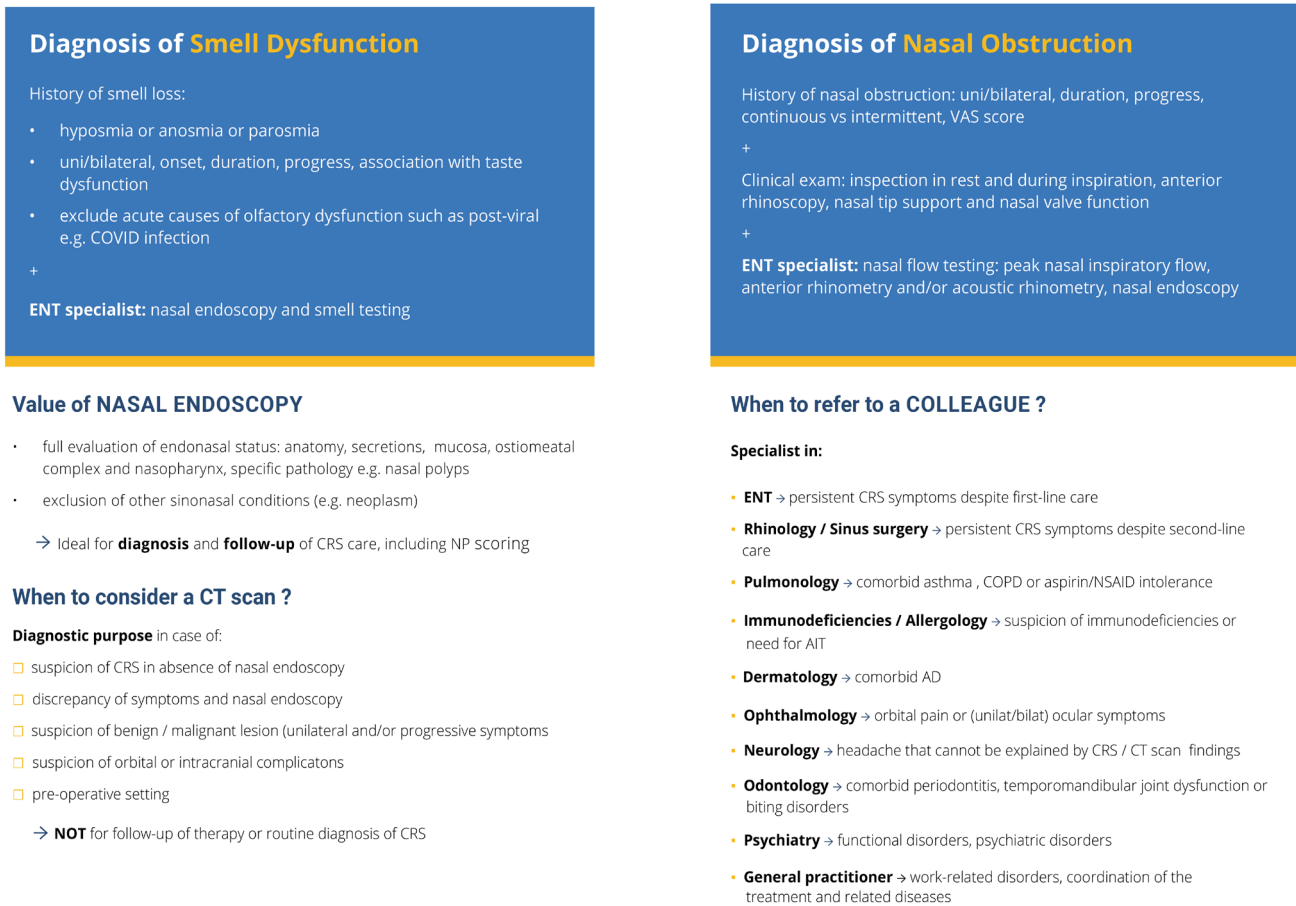 Diagnosis of Smell Dysfunction
History of smell loss:
• hyposmia or anosmia or parosmia
• uni/bilateral, onset, duration, progress, association with taste
dysfunction
• exclude acute causes of olfactory dysfunction such as post-viral
e.g. COVID infection
+
ENT specialist: nasal endoscopy and smell testing
Value of NASAL ENDOSCOPY
• full evaluation of endonasal status: anatomy, secretions, mucosa, ostiomeatal
complex and nasopharynx, specific pathology e.g. nasal polyps
• exclusion of other sinonasal conditions (e.g. neoplasm)
→ Ideal for diagnosis and follow-up of CRS care, including NP scoring
When to consider a CT scan ?
Diagnostic purpose in case of:
☐ suspicion of CRS in absence of nasal endoscopy
☐ discrepancy of symptoms and nasal endoscopy
☐ suspicion of benign / malignant lesion (unilateral and/or progressive symptoms
☐ suspicion of orbital or intracranial complicatons
☐ pre-operative setting
→ NOT for follow-up of therapy or routine diagnosis of CRS
Diagnosis of Nasal Obstruction
History of nasal obstruction: uni/bilateral, duration, progress,
continuous vs intermittent, VAS score
+
Clinical exam: inspection in rest and during inspiration, anterior
rhinoscopy, nasal tip support and nasal valve function
+
ENT specialist: nasal flow testing: peak nasal inspiratory flow,
anterior rhinometry and/or acoustic rhinometry, nasal endoscopy
When to refer to a COLLEAGUE ?
Specialist in:
▪ ENT → persistent CRS symptoms despite first-line care
▪ Rhinology / Sinus surgery → persistent CRS symptoms despite second-line
care
▪ Pulmonology → comorbid asthma , COPD or aspirin/NSAID intolerance
▪ Immunodeficiencies / Allergology → suspicion of immunodeficiencies or
need for AIT
▪ Dermatology → comorbid AD
▪ Ophthalmology → orbital pain or (unilat/bilat) ocular symptoms
▪ Neurology → headache that cannot be explained by CRS / CT scan findings
▪ Odontology → comorbid periodontitis, temporomandibular joint dysfunction or
biting disorders
▪ Psychiatry → functional disorders, psychiatric disorders
▪ General practitioner → work-related disorders, coordination of the
treatment and related diseases